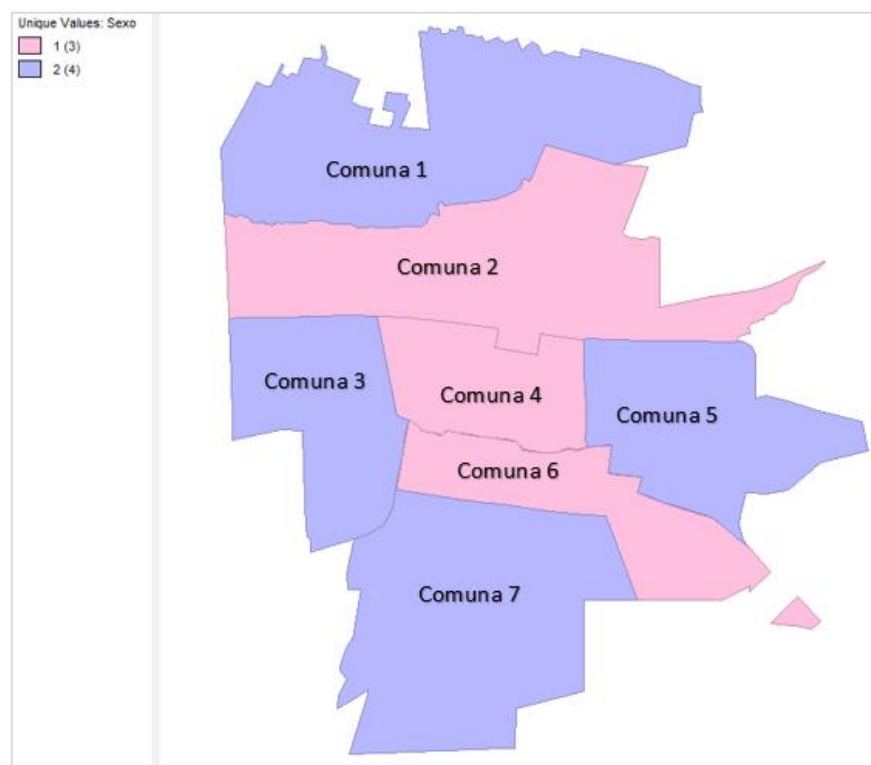 Unique Values: Sexo
1 (3)
2 (4)
Comuna 1
Comuna 2
Comuna 3
Comuna 4
Comuna 5
Comuna 6
Comuna 7